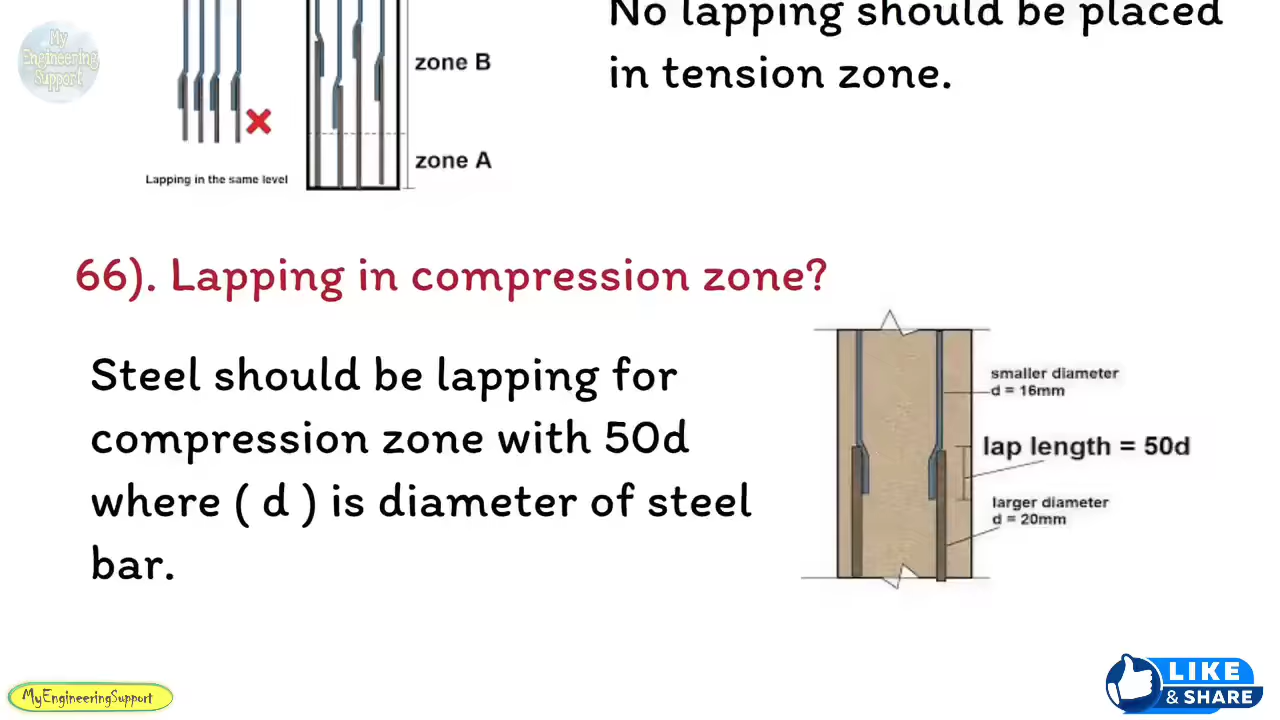 My
Engineering
Support
No lapping should be placed
in tension zone.
zone B
zone A
Lapping in the same level
66). Lapping in compression zone?
Steel should be lapping for
compression zone with 50d
where ( d ) is diameter of steel
bar.
smaller diameter
d = 16mm
lap length = 50d
larger diameter
d = 20mm
MyEngineeringSupport
LIKE
& SHARE